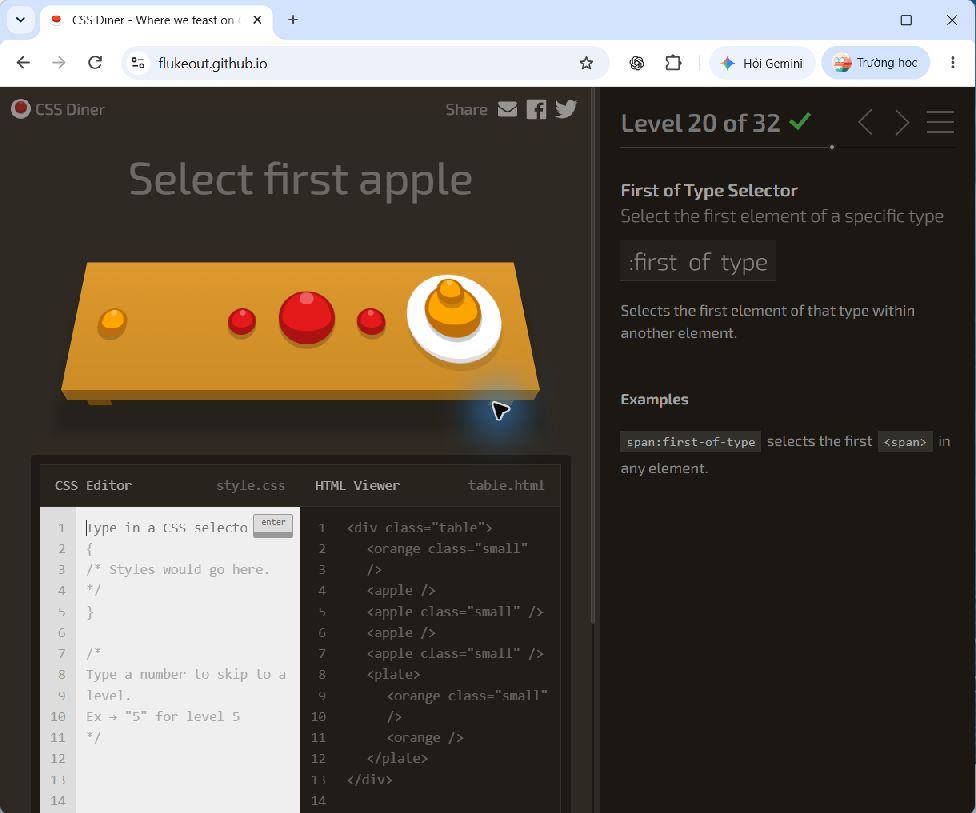 CSS Diner - Where we feast on
flukeout.github.io
Hỏi Gemini
Trường học
CSS Diner
Share
Select first apple
CSS Editor style.css
HTML Viewer table.html
enter
1 Type in a CSS selecto
2 {
3 /* Styles would go here.
4 */
5 }
6
7 /*
8 Type a number to skip to a
9 level.
10 Ex → "5" for level 5
11 */
12
13
14
1 <div class="table">
2 <orange class="small"
3 />
4 <apple />
5 <apple class="small" />
6 <apple />
7 <apple class="small" />
8 <plate>
9 <orange class="small"
10 />
11 <orange />
12 </plate>
13 </div>
14
Level 20 of 32
First of Type Selector
Select the first element of a specific type
:first of type
Selects the first element of that type within
another element.
Examples
span:first-of-type selects the first <span> in
any element.